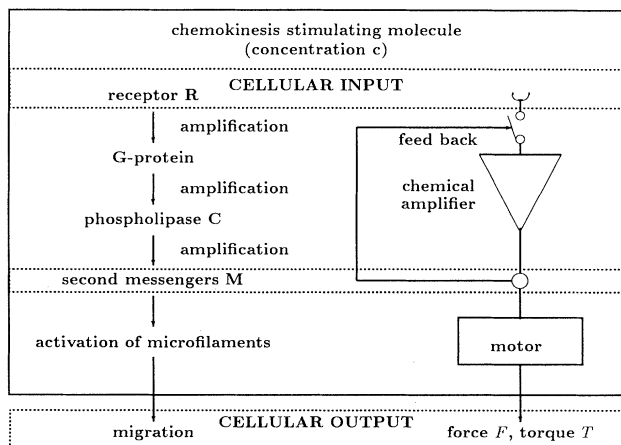 chemokinesis stimulating molecule
(concentration c)
CELLULAR INPUT
receptor R
amplification
G-protein
amplification
phospholipase C
amplification
second messengers M
activation of microfilaments
feed back
chemical
amplifier
motor
CELLULAR OUTPUT
migration
force F, torque T